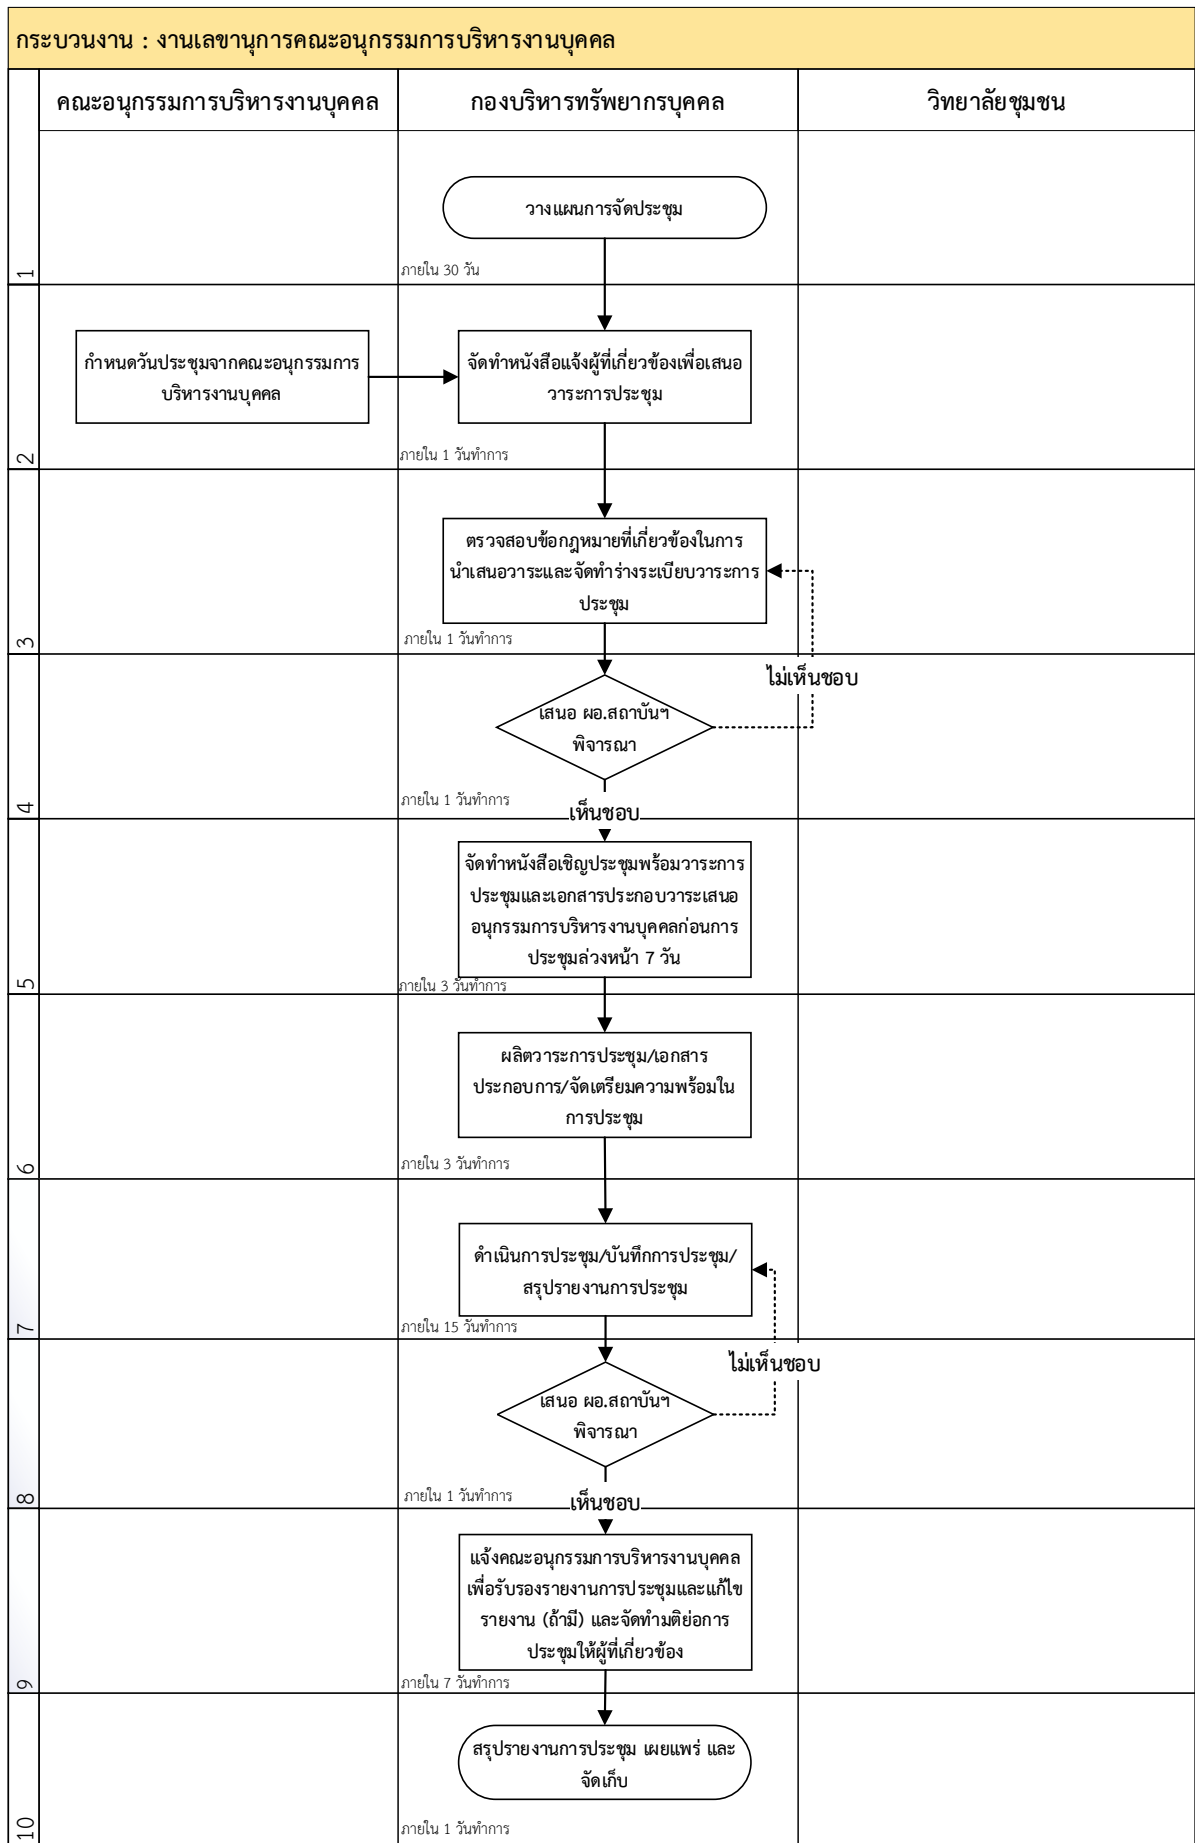 กระบวนงาน : งานเลขานุการคณะอนุกรรมการบริหารงานบุคคล
คณะอนุกรรมการบริหารงานบุคคล
กองบริหารทรัพยากรบุคคล
วิทยาลัยชุมชน
วางแผนการจัดประชุม
ภายใน 30 วัน
1
กำหนดวันประชุมจากคณะอนุกรรมการ
บริหารงานบุคคล
จัดทำหนังสือแจ้งผู้ที่เกี่ยวข้องเพื่อเสนอ
วาระการประชุม
ภายใน 1 วันทำการ
2
ตรวจสอบข้อกฎหมายที่เกี่ยวข้องในการ
นำเสนอวาระและจัดทำร่างระเบียบวาระการ
ประชุม
ภายใน 1 วันทำการ
3
ไม่เห็นชอบ
เสนอ ผอ.สถาบันฯ
พิจารณา
ภายใน 1 วันทำการ
4
เห็นชอบ
จัดทำหนังสือเชิญประชุมพร้อมวาระการ
ประชุมและเอกสารประกอบวาระเสนอ
อนุกรรมการบริหารงานบุคคลก่อนการ
ประชุมล่วงหน้า 7 วัน
ภายใน 3 วันทำการ
5
ผลิตวาระการประชุม/เอกสาร
ประกอบการ/จัดเตรียมความพร้อมใน
การประชุม
ภายใน 3 วันทำการ
6
ดำเนินการประชุม/บันทึกการประชุม/
สรุปรายงานการประชุม
ภายใน 15 วันทำการ
7
ไม่เห็นชอบ
เสนอ ผอ.สถาบันฯ
พิจารณา
ภายใน 1 วันทำการ
8
เห็นชอบ
แจ้งคณะอนุกรรมการบริหารงานบุคคล
เพื่อรับรองรายงานการประชุมและแก้ไข
รายงาน (ถ้ามี) และจัดทำมติย่อการ
ประชุมให้ผู้ที่เกี่ยวข้อง
ภายใน 7 วันทำการ
9
สรุปรายงานการประชุม เผยแพร่ และ
จัดเก็บ
ภายใน 1 วันทำการ
10